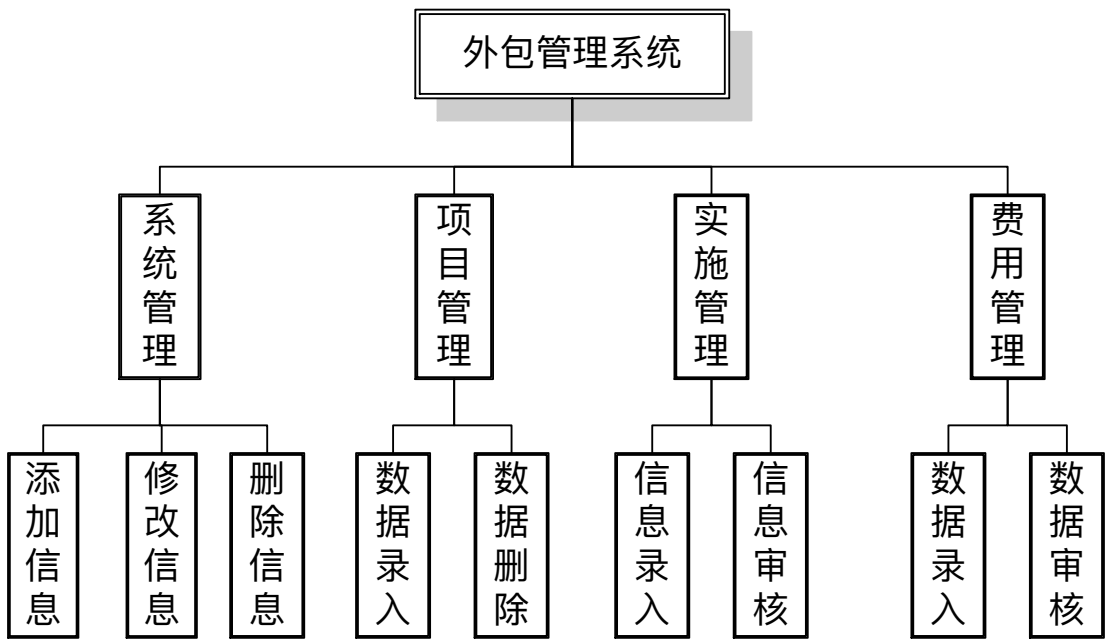 外包管理系统
系统管理
项目管理
实施管理
费用管理
添加信息
修改信息
删除信息
数据录入
数据删除
信息录入
信息审核
数据录入
数据审核